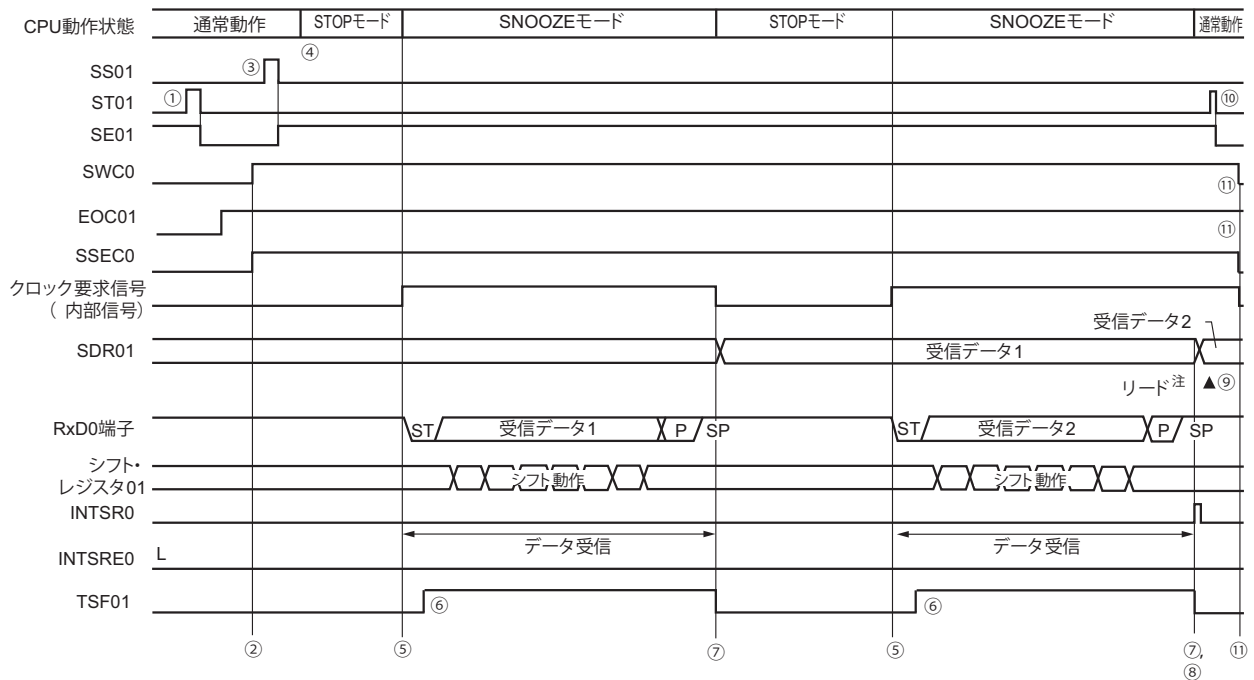 CPU動作状態 通常動作 STOPモード SNOOZEモード STOPモード SNOOZEモード 通常動作
④
SS01 ③
ST01 ① ⑩
SE01
SWC0
⑪
EOC01
⑪
SSEC0
クロック要求信号
( 内部信号)
受信データ2
SDR01 受信データ1
リード注 ▲⑨
RxD0端子 ST 受信データ1 P SP ST 受信データ2 P SP
シフト・
レジスタ01 シフト動作 シフト動作
INTSR0
データ受信 データ受信
INTSRE0 L
TSF01 ⑥ ⑥
② ⑤ ⑦ ⑤ ⑦, ⑪
⑧